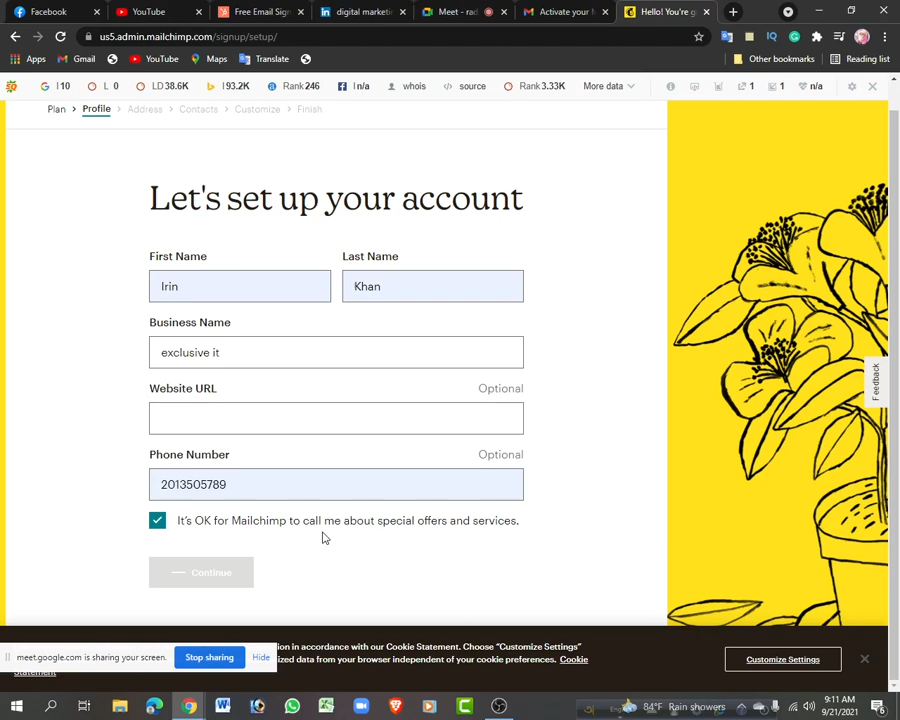 Facebook
YouTube
Free Email Sign
digital marketi
Meet - rad
Activate your M
Hello! You're g
us5.admin.mailchimp.com/signup/setup/
Apps
Gmail
YouTube
Maps
Translate
Other bookmarks
Reading list
I 10
L 0
LD 38.6K
I 93.2K
Rank 246
I n/a
whois
source
Rank 3.33K
More data
1
1
n/a
Plan
Profile
Address
Contacts
Customize
Finish
Let's set up your account
First Name
Last Name
Irin
Khan
Business Name
exclusive it
Website URL
Optional
Phone Number
Optional
2013505789
It's OK for Mailchimp to call me about special offers and services.
Continue
Feedback
ion in accordance with our Cookie Statement. Choose "Customize Settings"
ized data from your browser independent of your cookie preferences. Cookie
Statement
meet.google.com is sharing your screen.
Stop sharing
Hide
Customize Settings
84°F Rain showers
9:11 AM
9/21/2021
6